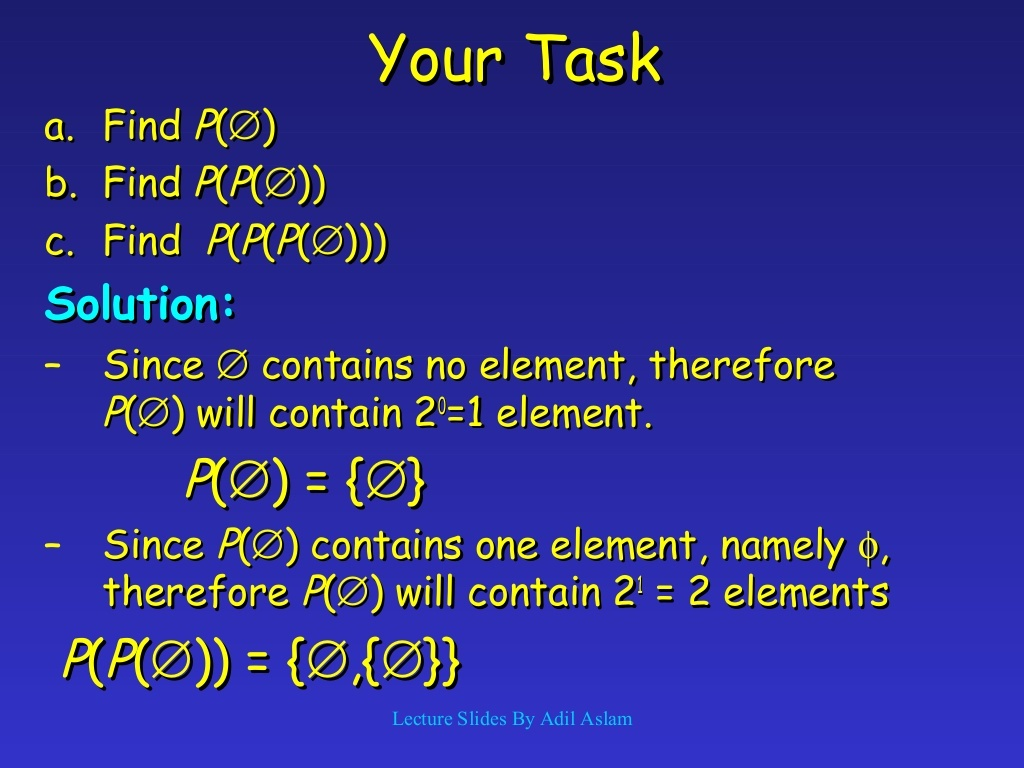 Your Task
a. Find P(∅)
b. Find P(P(∅))
c. Find P(P(P(∅)))
Solution:
– Since ∅ contains no element, therefore
P(∅) will contain 2⁰=1 element.
P(∅) = {∅}
– Since P(∅) contains one element, namely ϕ,
therefore P(∅) will contain 2¹ = 2 elements
P(P(∅)) = {∅,{∅}}
Lecture Slides By Adil Aslam